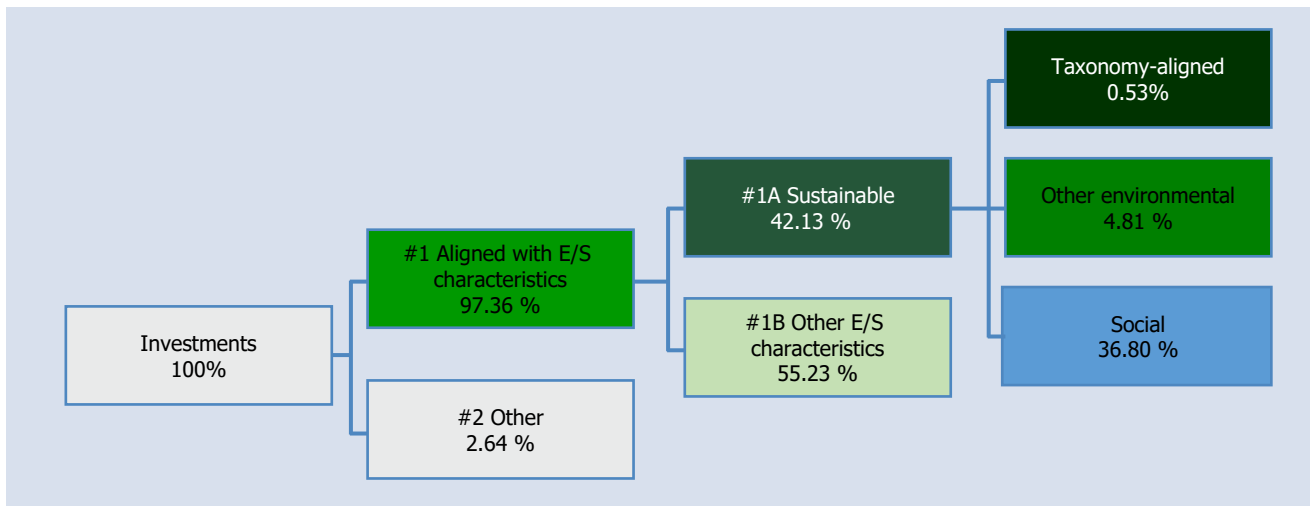 Investments
100%
#1 Aligned with E/S
characteristics
97.36 %
#2 Other
2.64 %
#1A Sustainable
42.13 %
#1B Other E/S
characteristics
55.23 %
Taxonomy-aligned
0.53%
Other environmental
4.81 %
Social
36.80 %